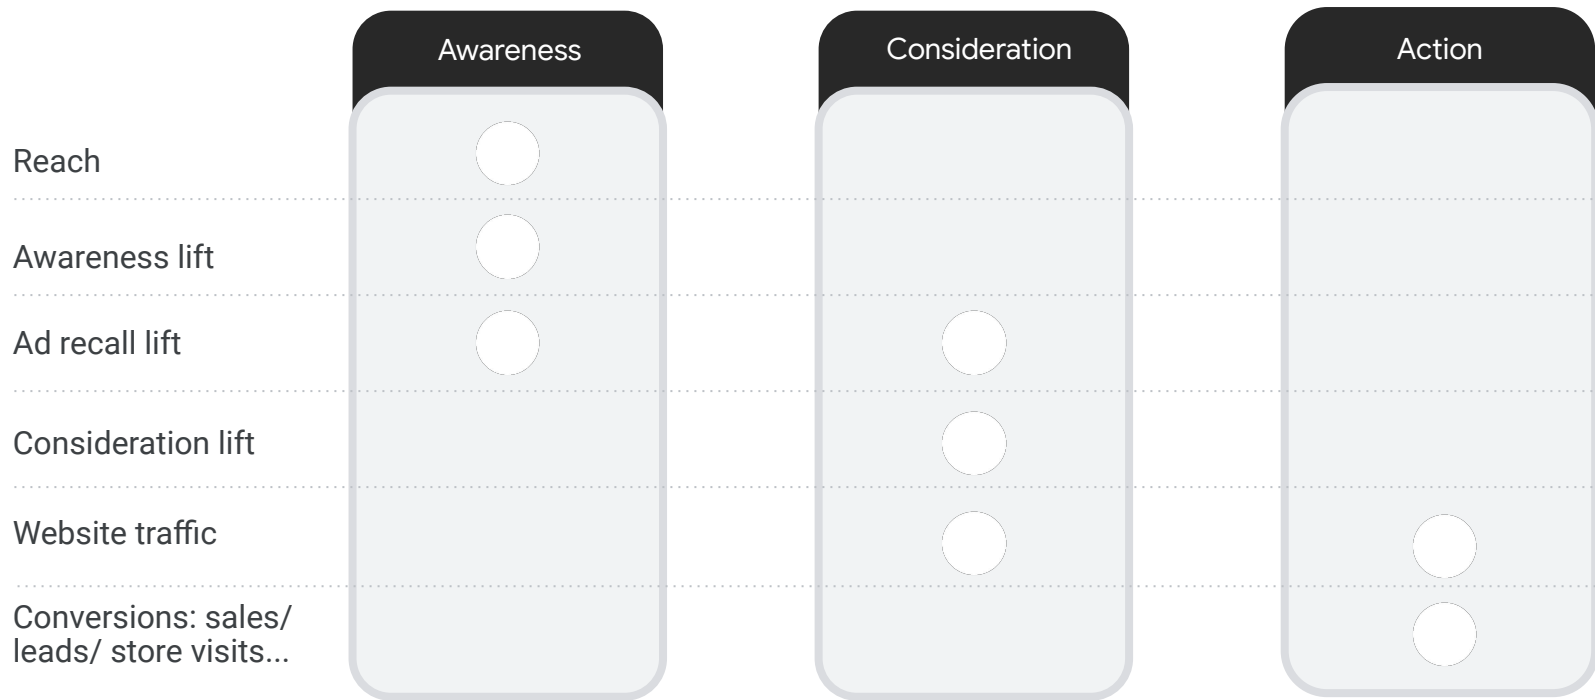 Awareness
Consideration
Action
Reach
Awareness lift
Ad recall lift
Consideration lift
Website traffic
Conversions: sales/
leads/ store visits...